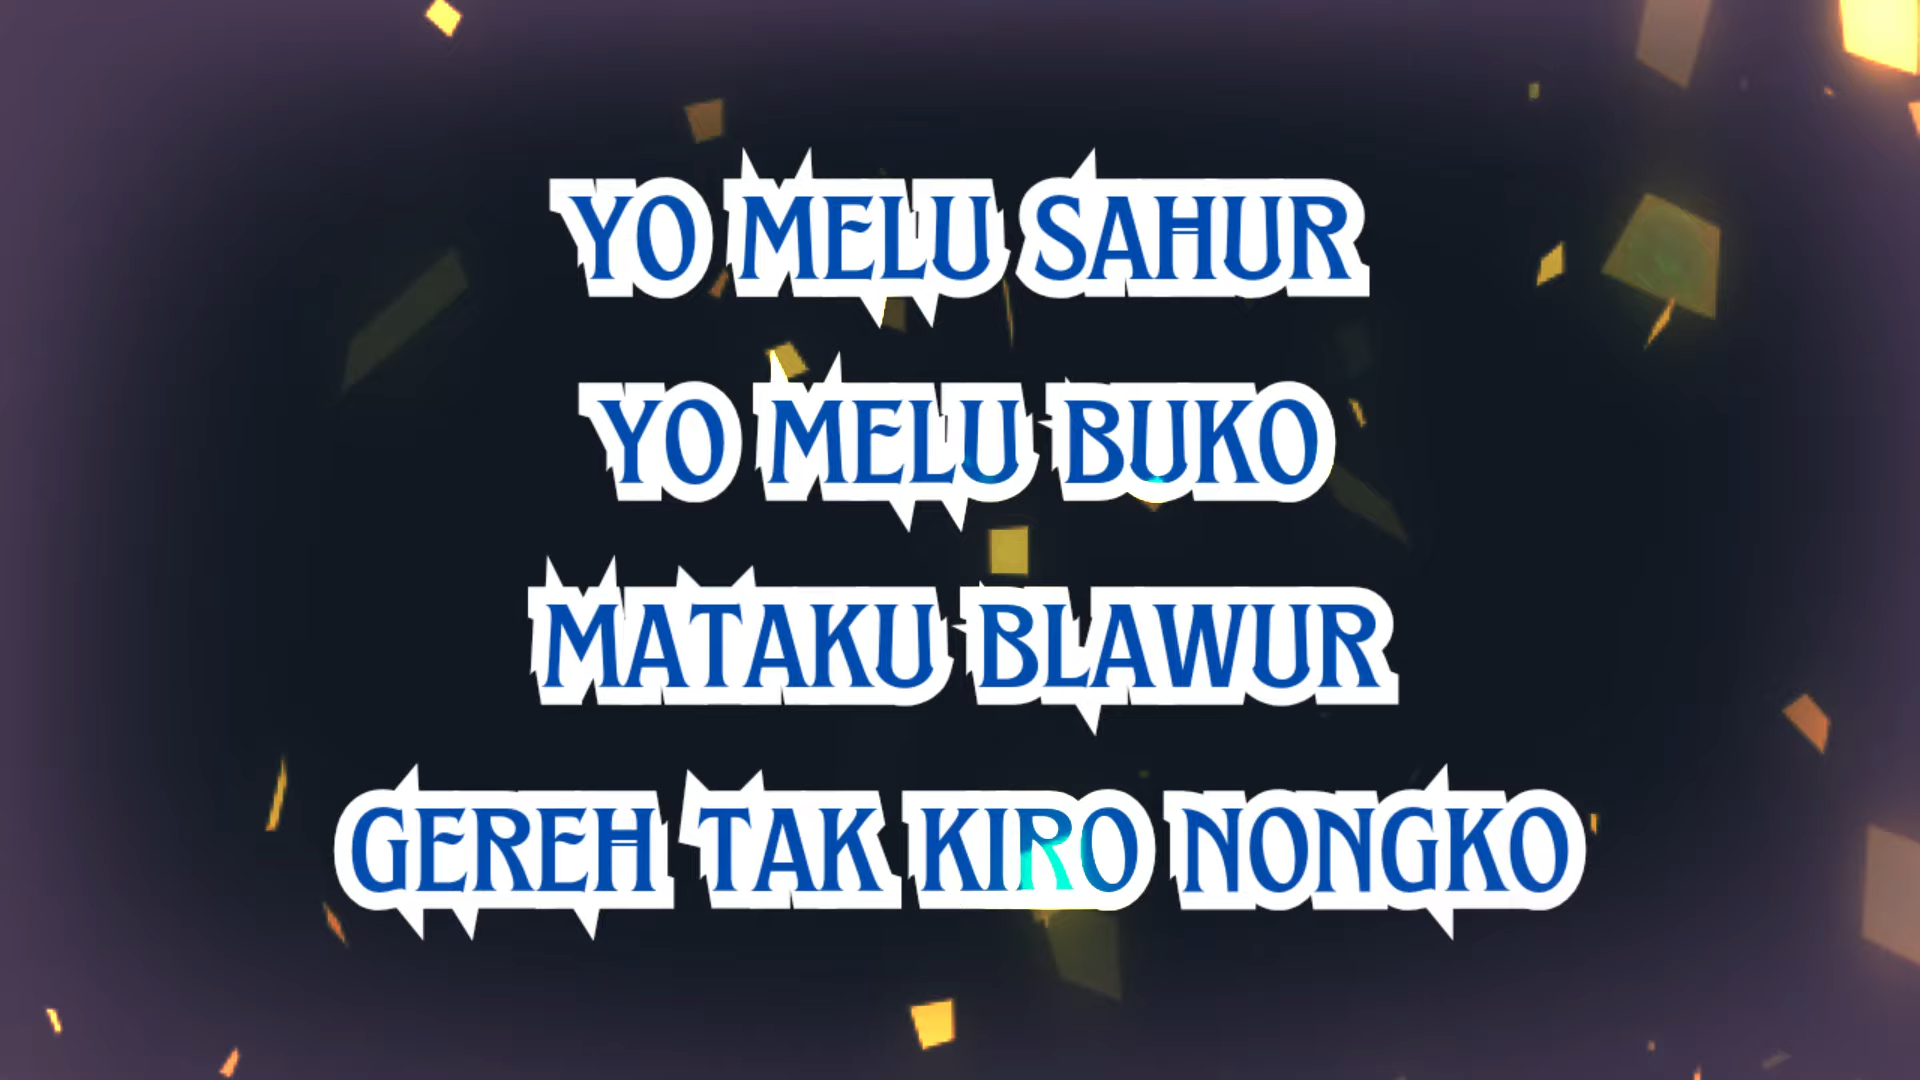 YO MELU SAHUR
YO MELU BUKO
MATAKU BLAWUR
GEREH TAK KIRO NONGKO